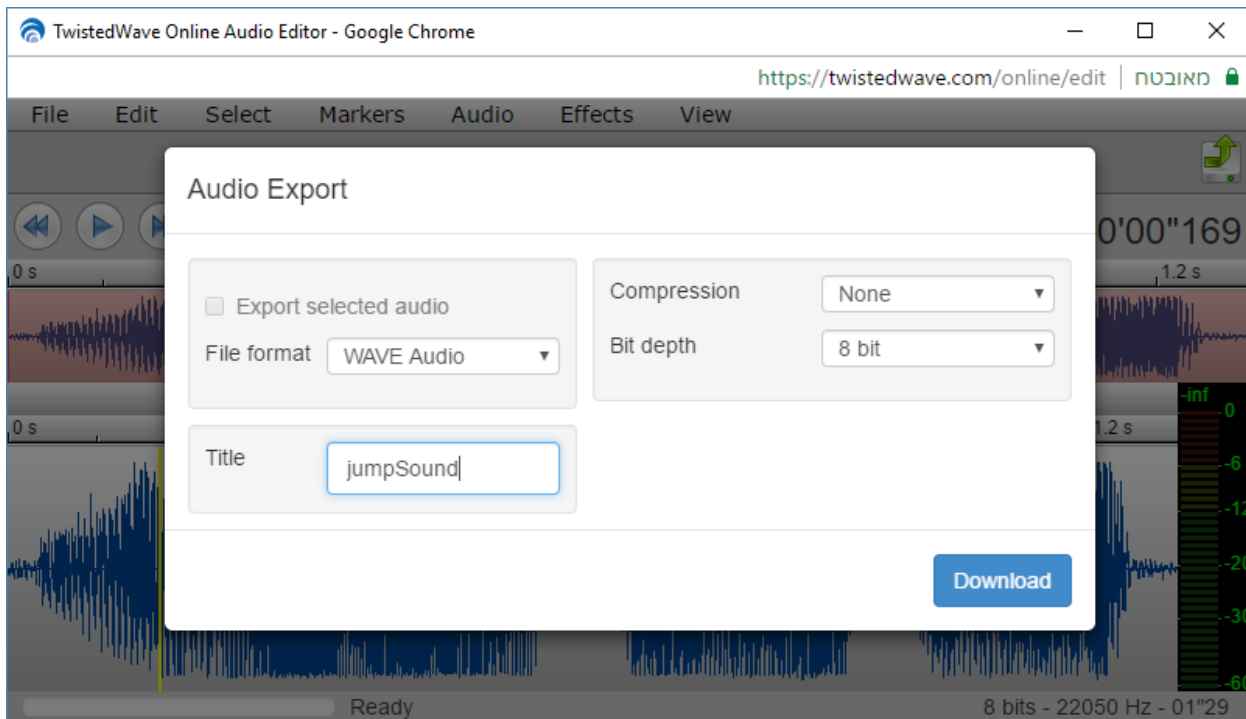 TwistedWave Online Audio Editor - Google Chrome
https://twistedwave.com/online/edit | מאובטח
File Edit Select Markers Audio Effects View
Audio Export
0'00"169
0 s 1.2 s
Export selected audio
File format WAVE Audio
Compression None
Bit depth 8 bit
-inf
0
0 s 1.2 s
Title jumpSound
-6
-12
-20
-30
-60
Download
Ready 8 bits - 22050 Hz - 01"29